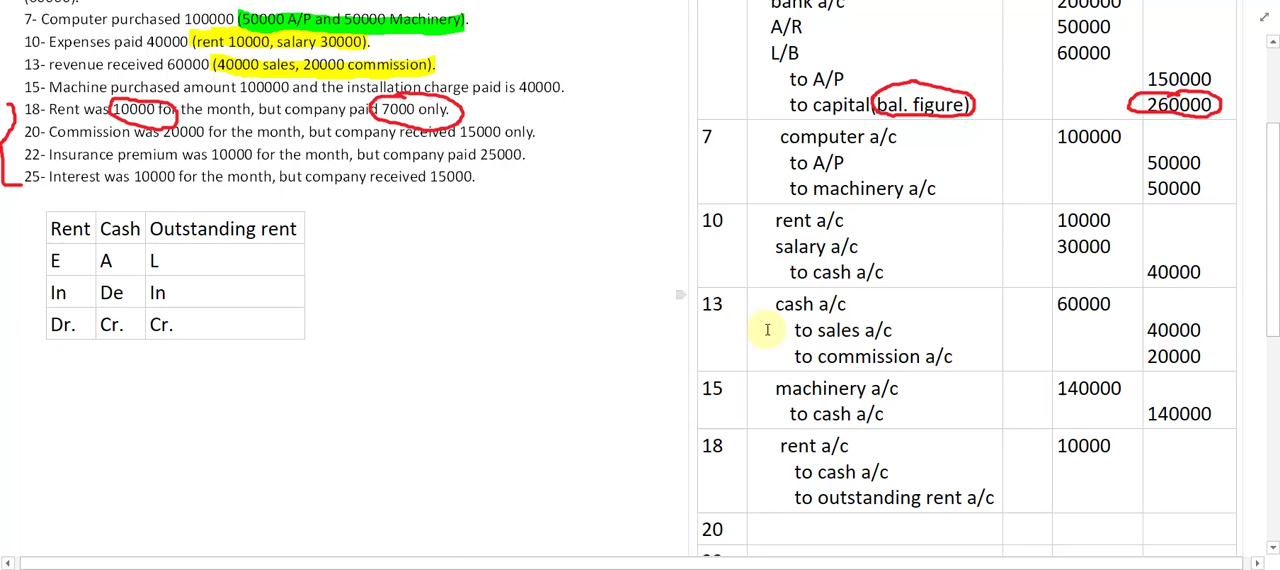 7- Computer purchased 100000 (50000 A/P and 50000 Machinery).
10- Expenses paid 40000 (rent 10000, salary 30000).
13- revenue received 60000 (40000 sales, 20000 commission).
15- Machine purchased amount 100000 and the installation charge paid is 40000.
18- Rent was 10000 for the month, but company paid 7000 only.
20- Commission was 20000 for the month, but company received 15000 only.
22- Insurance premium was 10000 for the month, but company paid 25000.
25- Interest was 10000 for the month, but company received 15000.
Rent Cash Outstanding rent
E A L
In De In
Dr. Cr. Cr.
bank a/c 200000
A/R 50000
L/B 60000
to A/P 150000
to capital (bal. figure) 260000
7 computer a/c 100000
to A/P 50000
to machinery a/c 50000
10 rent a/c 10000
salary a/c 30000
to cash a/c 40000
13 cash a/c 60000
to sales a/c 40000
to commission a/c 20000
15 machinery a/c 140000
to cash a/c 140000
18 rent a/c 10000
to cash a/c
to outstanding rent a/c
20